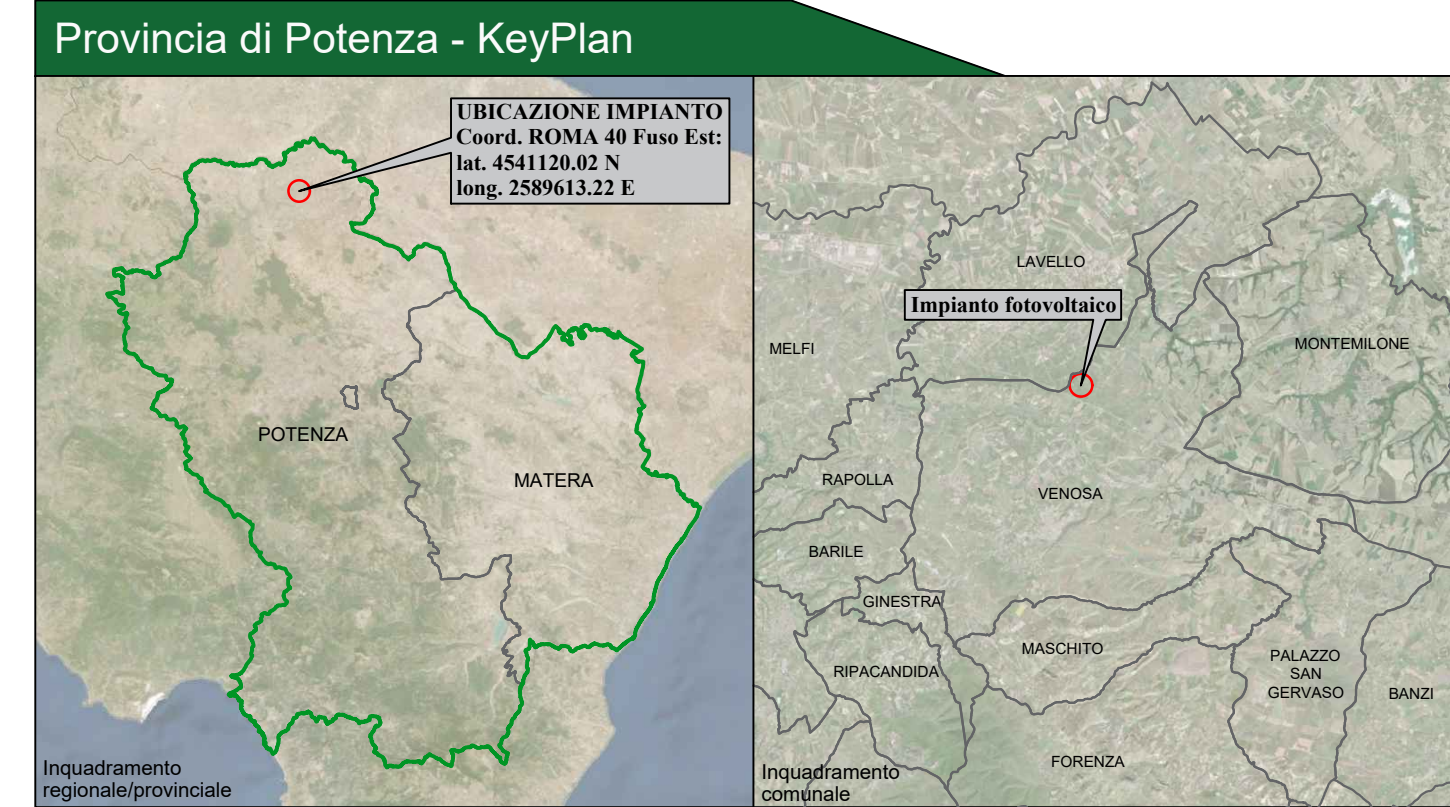 Provincia di Potenza - KeyPlan
UBICAZIONE IMPIANTO
Coord. ROMA 40 Fuso Est:
lat. 4541120.02 N
long. 2589613.22 E
POTENZA
MATERA
Inquadramento
regionale/provinciale
LAVELLO
Impianto fotovoltaico
MELFI
MONTEMILONE
RAPOLLA
VENOSA
BARILE
GINESTRA
MASCHITO
RIPACANDIDA
PALAZZO
SAN
GERVASO
BANZI
FORENZA
Inquadramento
comunale